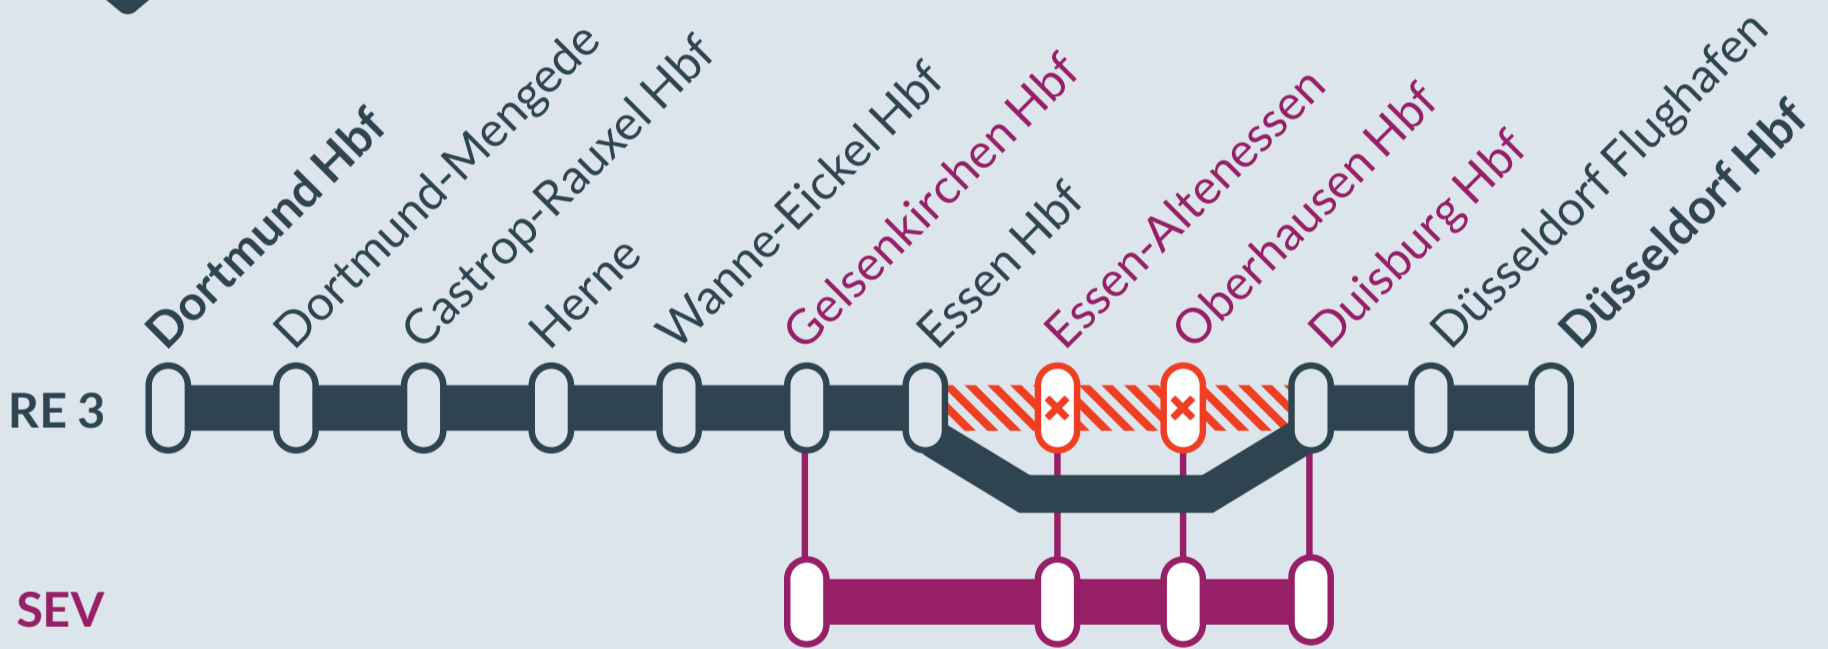 Dortmund Hbf
Dortmund-Mengede
Castrop-Rauxel Hbf
Herne
Wanne-Eickel Hbf
Gelsenkirchen Hbf
Essen Hbf
Essen-Altenessen
Oberhausen Hbf
Duisburg Hbf
Düsseldorf Flughafen
Düsseldorf Hbf
RE 3
SEV